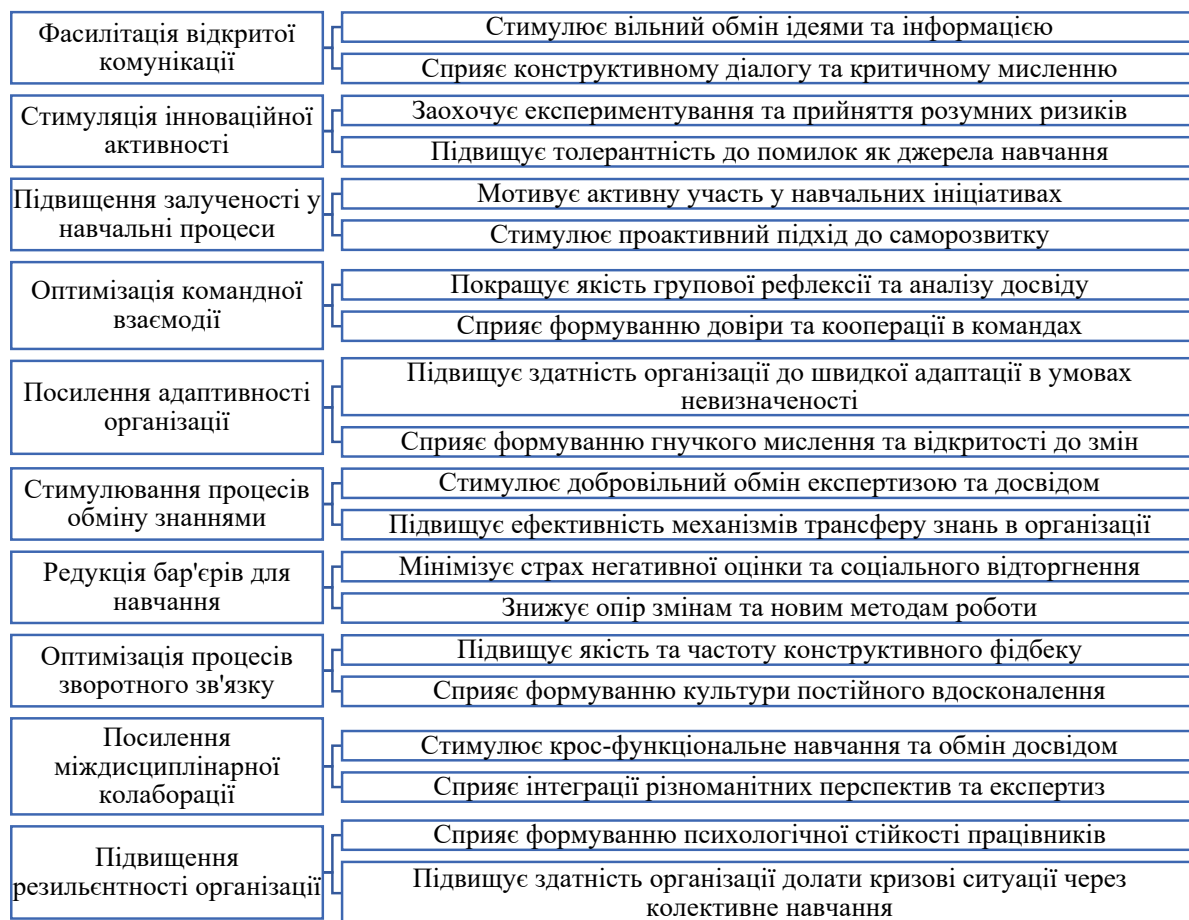 Фасилітація відкритої
комунікації
Стимулює вільний обмін ідеями та інформацією
Сприяє конструктивному діалогу та критичному мисленню
Стимуляція інноваційної
активності
Заохочує експериментування та прийняття розумних ризиків
Підвищує толерантність до помилок як джерела навчання
Підвищення залученості у
навчальні процеси
Мотивує активну участь у навчальних ініціативах
Стимулює проактивний підхід до саморозвитку
Оптимізація командної
взаємодії
Покращує якість групової рефлексії та аналізу досвіду
Сприяє формуванню довіри та кооперації в командах
Посилення адаптивності
організації
Підвищує здатність організації до швидкої адаптації в умовах
невизначеності
Сприяє формуванню гнучкого мислення та відкритості до змін
Стимулювання процесів
обміну знаннями
Стимулює добровільний обмін експертизою та досвідом
Підвищує ефективність механізмів трансферу знань в організації
Редукція бар'єрів для
навчання
Мінімізує страх негативної оцінки та соціального відторгнення
Знижує опір змінам та новим методам роботи
Оптимізація процесів
зворотного зв'язку
Підвищує якість та частоту конструктивного фідбеку
Сприяє формуванню культури постійного вдосконалення
Посилення
міждисциплінарної
колаборації
Стимулює крос-функціональне навчання та обмін досвідом
Сприяє інтеграції різноманітних перспектив та експертиз
Підвищення
резильєнтності організації
Сприяє формуванню психологічної стійкості працівників
Підвищує здатність організації долати кризові ситуації через
колективне навчання